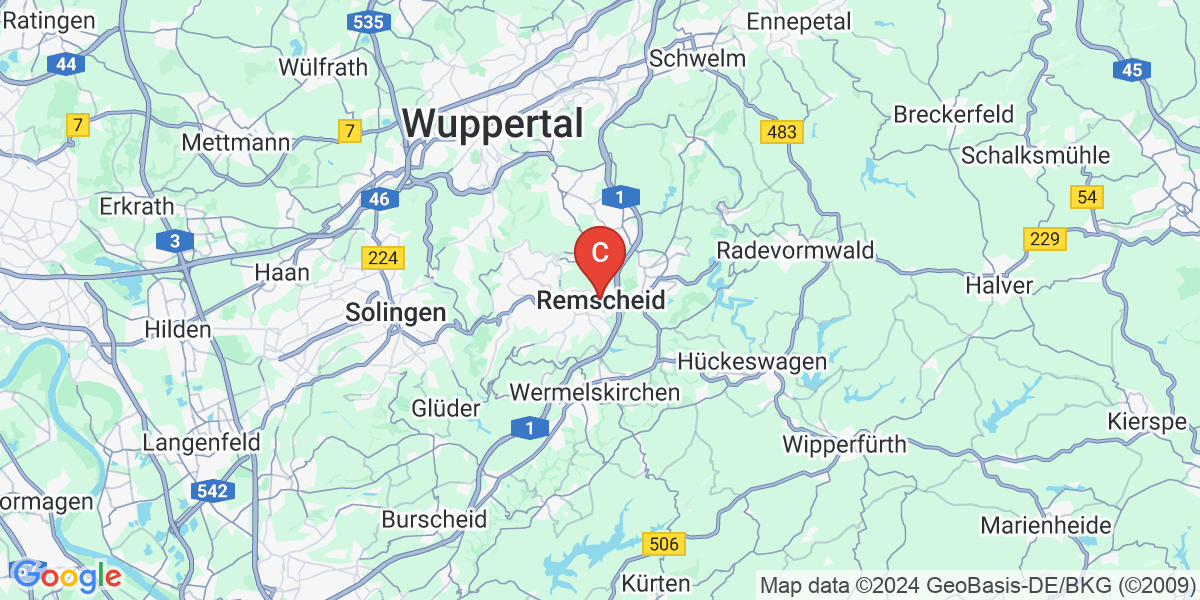 Ratingen
535
Ennepetal
44
Wülfrath
Schwelm
45
7
7
Wuppertal
Breckerfeld
Mettmann
483
Schalksmühle
46
1
54
Erkrath
3
C
229
224
Radevormwald
Haan
Halver
Remscheid
Solingen
Hilden
Hückeswagen
Wermelskirchen
Glüder
Kierspe
1
Langenfeld
Wipperfürth
542
ormagen
Burscheid
Marienheide
506
Google
Kürten
Map data ©2024 GeoBasis-DE/BKG (©2009)